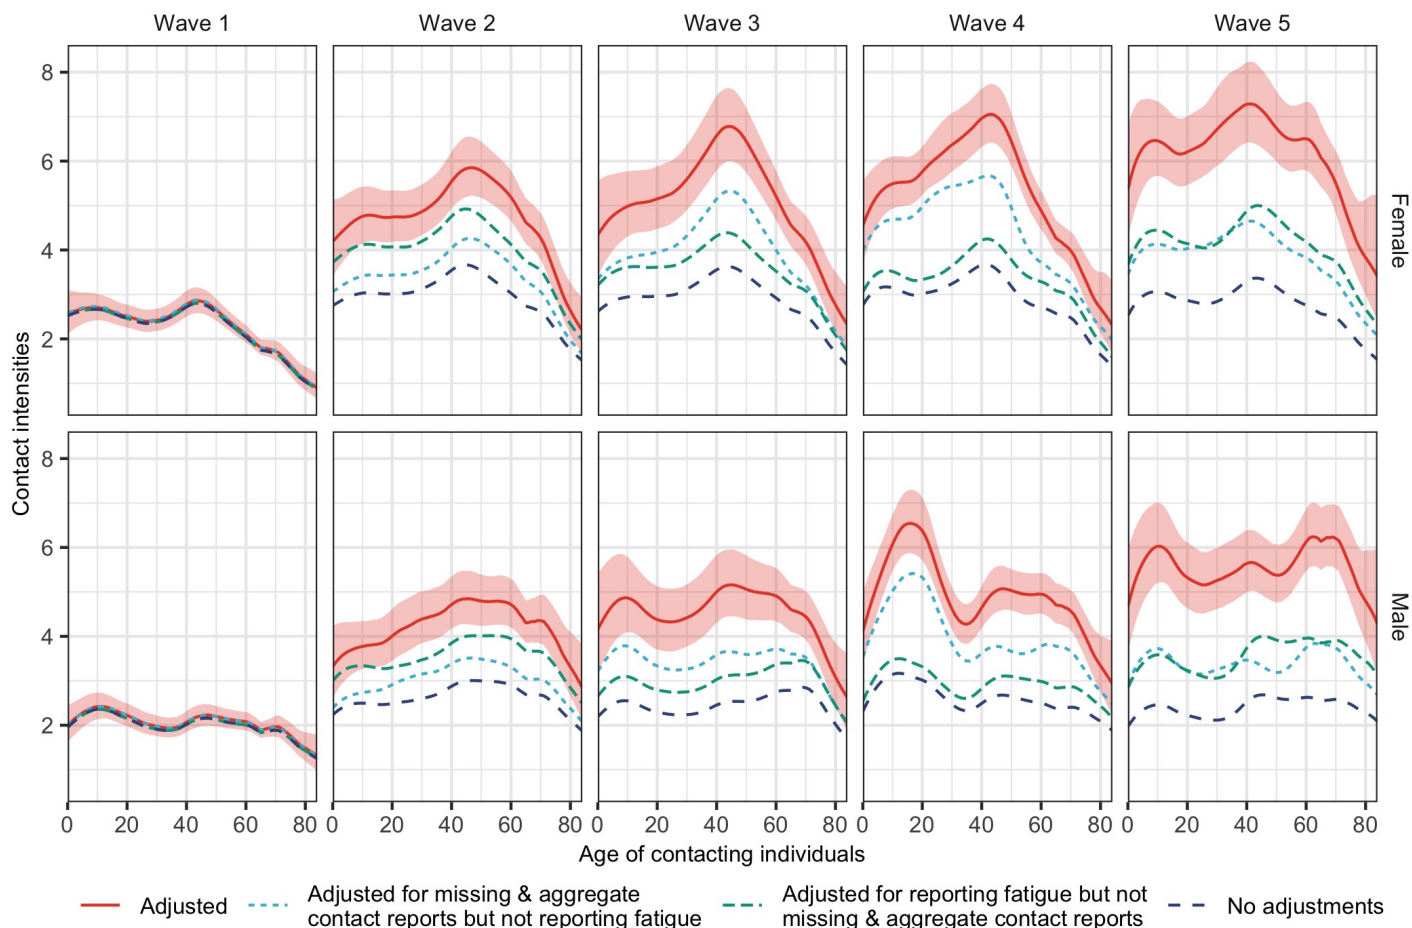 Wave 1 Wave 2 Wave 3 Wave 4 Wave 5
8
6
4
2
Female
8
6
4
2
Male
Contact intensities
0 20 40 60 80 0 20 40 60 80 0 20 40 60 80 0 20 40 60 80 0 20 40 60 80
Age of contacting individuals
Adjusted
Adjusted for missing & aggregate
contact reports but not reporting fatigue
Adjusted for reporting fatigue but not
missing & aggregate contact reports
No adjustments